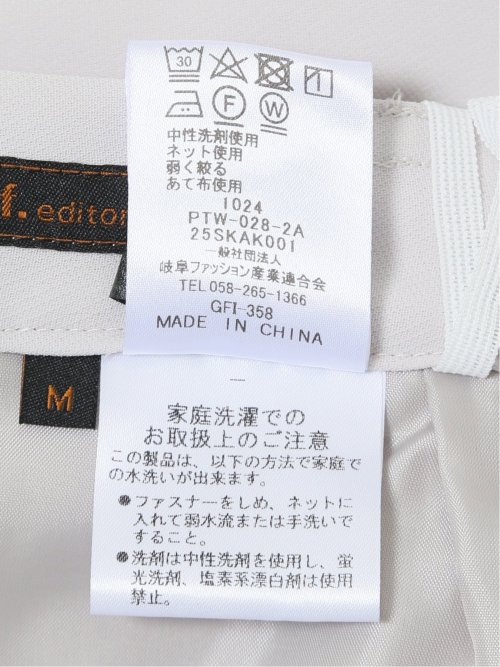 30
F
W
中性洗剤使用
ネット使用
弱く絞る
あて布使用
1024
PTW-028-2A
25SKAK001
一般社団法人
岐阜ファッション産業連合会
TEL058-265-1366
GFI-358
MADE IN CHINA
f. editor
M
家庭洗濯での
お取扱上のご注意
この製品は、以下の方法で家庭で
の水洗いが出来ます。
●ファスナーをしめ、ネットに
入れて弱水流または手洗いで
すること。
●洗剤は中性洗剤を使用し、蛍
光洗剤、塩素系漂白剤は使用
禁止。